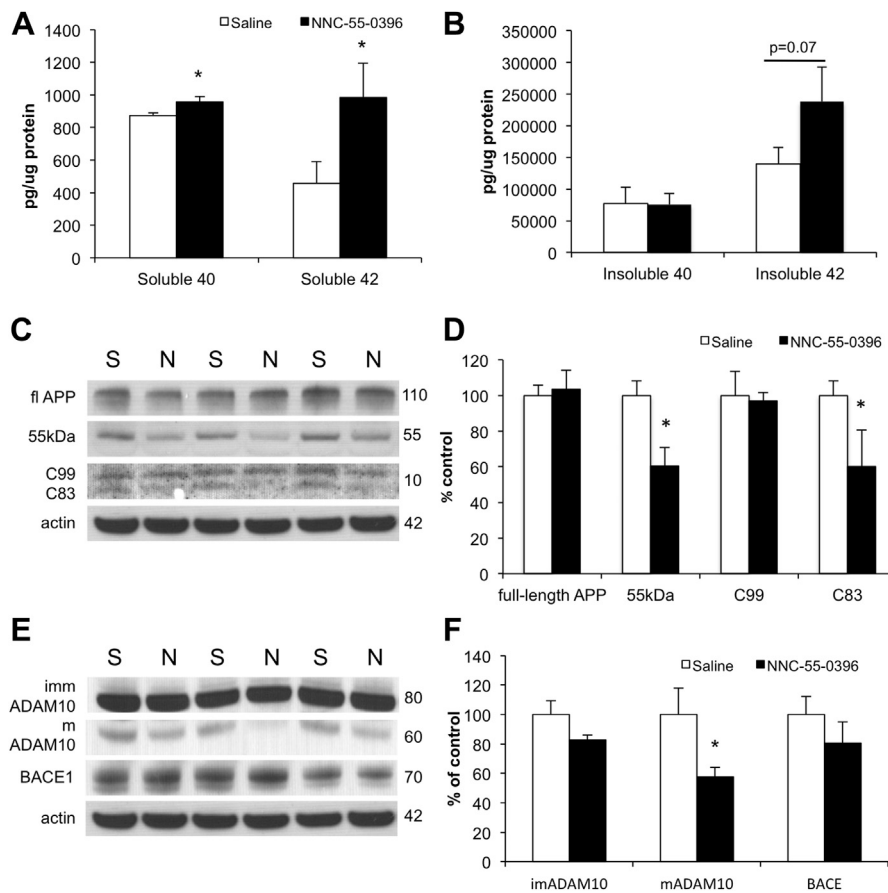 A
Saline NNC-55-0396
1400
1200
1000
800
600
400
200
0
pg/ug protein
*
*
Soluble 40 Soluble 42
B
p=0.07
350000
300000
250000
200000
150000
100000
50000
0
pg/ug protein
Insoluble 40 Insoluble 42
C
S N S N S N
fl APP 110
55kDa 55
C99
C83
10
actin 42
D
Saline NNC-55-0396
120
100
80
60
40
20
0
% control
*
*
full-length APP 55kDa C99 C83
E
S N S N S N
imm
ADAM10
80
m
ADAM10
60
BACE1 70
actin 42
F
Saline NNC-55-0396
140
120
100
80
60
40
20
0
% of control
*
imADAM10 mADAM10 BACE